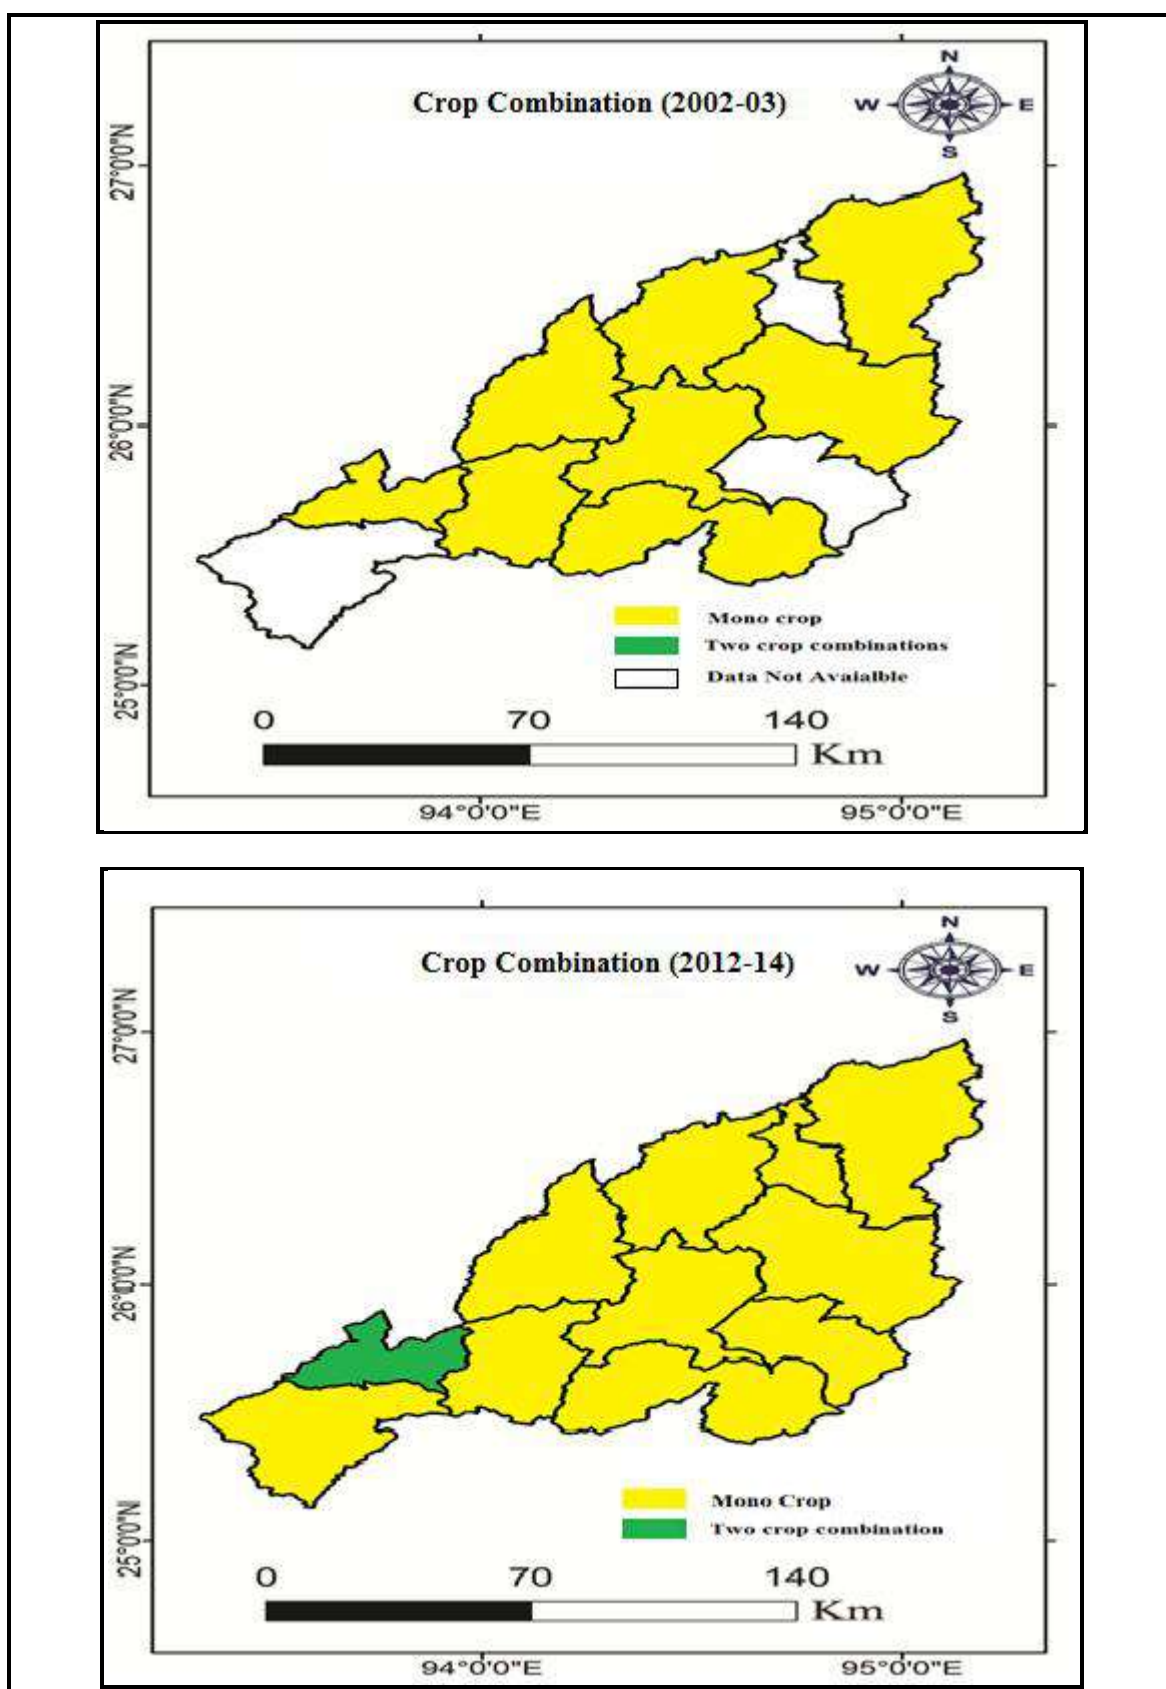 Crop Combination (2002-03)
N
W E
S
27°0'0"N
26°0'0"N
25°0'0"N
Mono crop
Two crop combinations
Data Not Avaialble
0 70 140
Km
94°0'0"E 95°0'0"E
Crop Combination (2012-14)
N
W E
S
27°0'0"N
26°0'0"N
25°0'0"N
Mono Crop
Two crop combination
0 70 140
Km
94°0'0"E 95°0'0"E